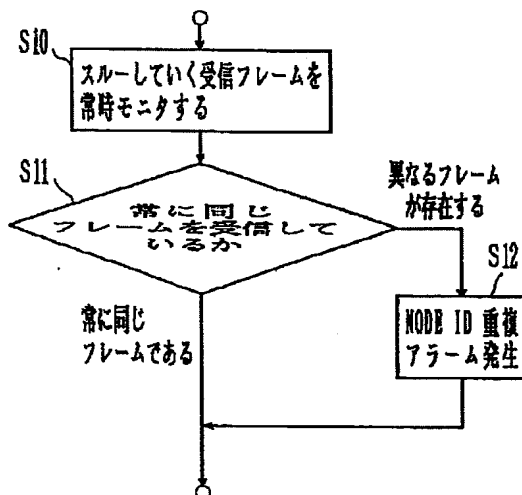 S10
スルーしていく受信フレームを
常時モニタする
S11
常に同じ
フレームを受信して
いるか
異なるフレーム
が存在する
S12
NODE ID 重複
アラーム発生
常に同じ
フレームである